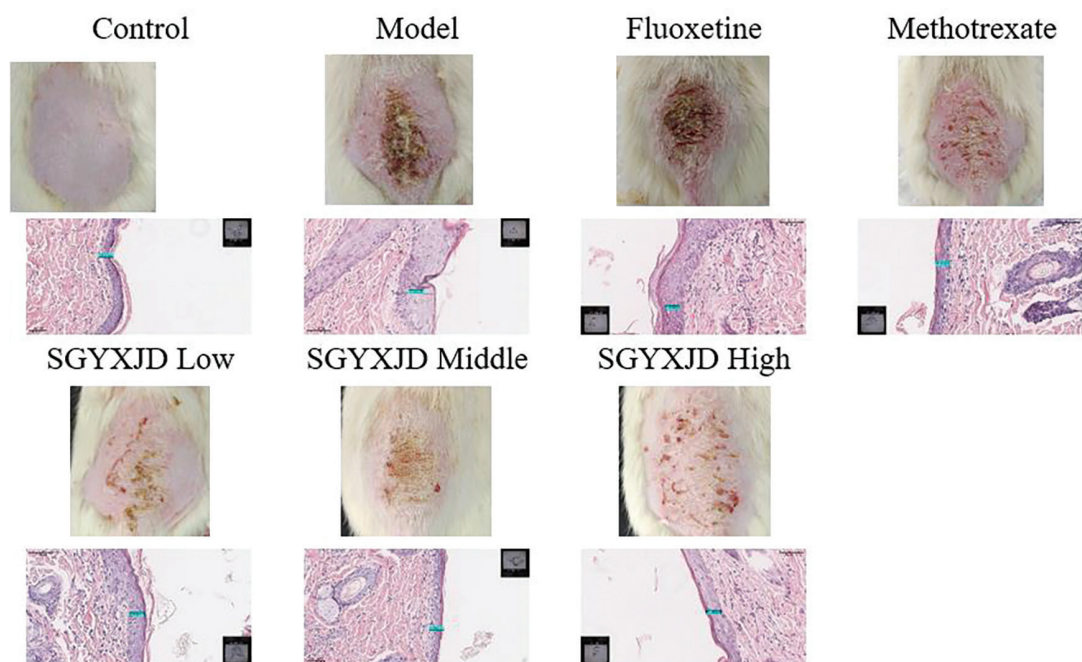 Control
Model
Fluoxetine
Methotrexate
SGYXJD Low
SGYXJD Middle
SGYXJD High